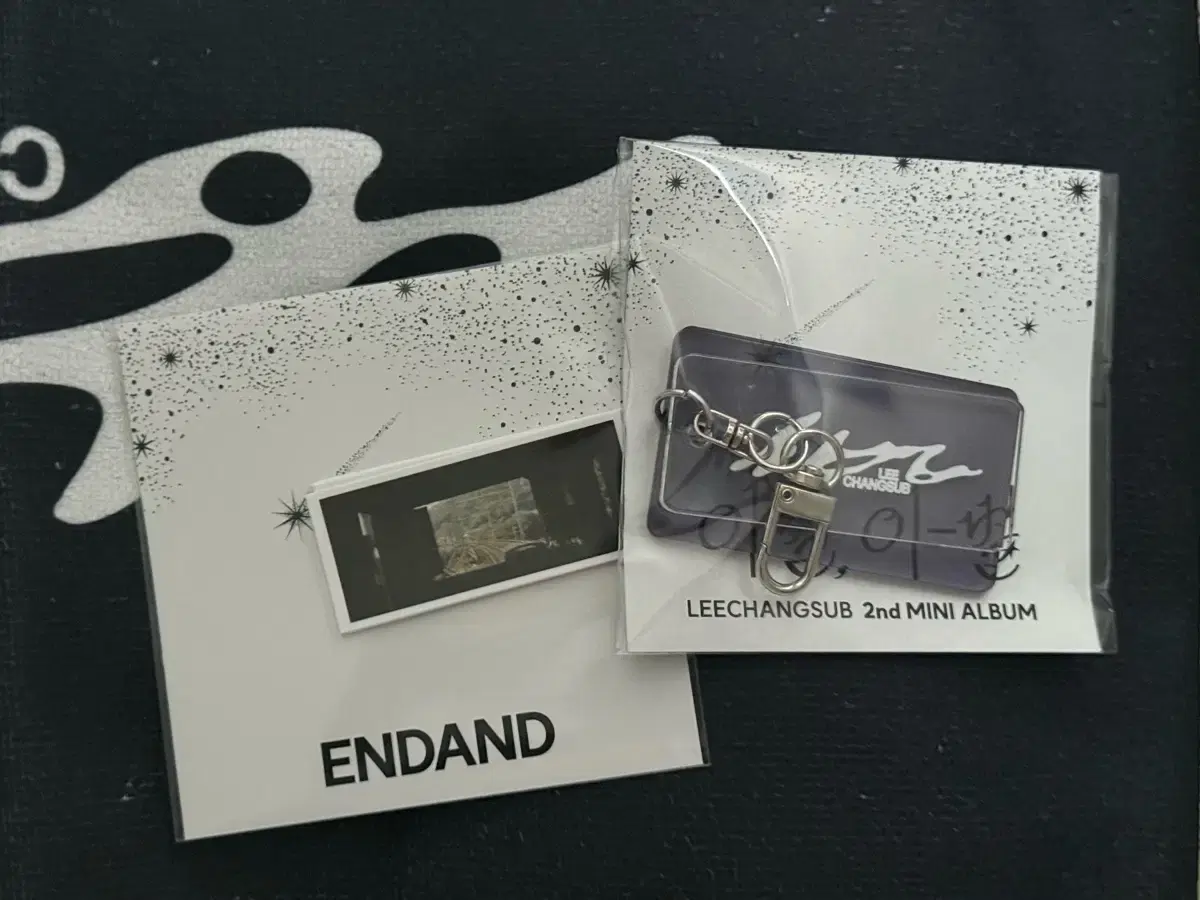 ENDAND
LEE
CHANGSUB
LEECHANGSUB 2nd MINI ALBUM